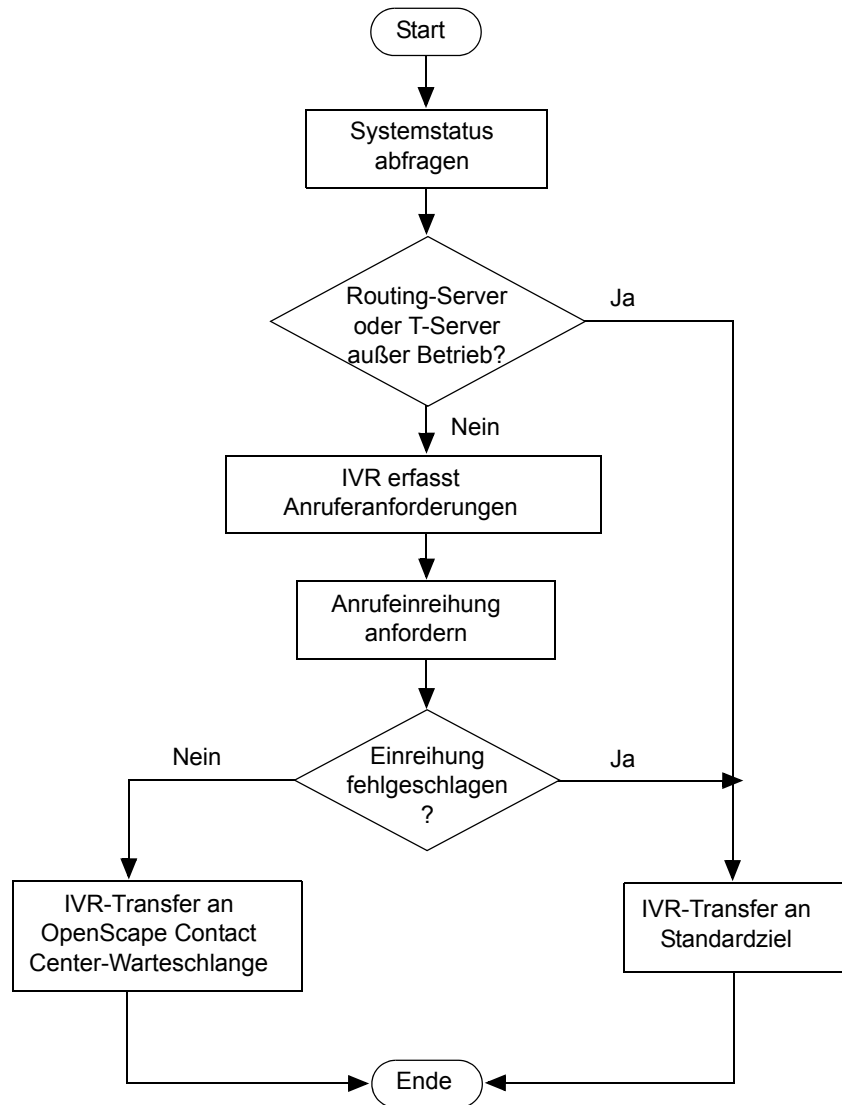 Start
Systemstatus
abfragen
Routing-Server
oder T-Server
außer Betrieb?
Ja
Nein
IVR erfasst
Anruferanforderungen
Anrufeinreihung
anfordern
Nein
Einreihung
fehlgeschlagen
?
Ja
IVR-Transfer an
OpenScape Contact
Center-Warteschlange
IVR-Transfer an
Standardziel
Ende